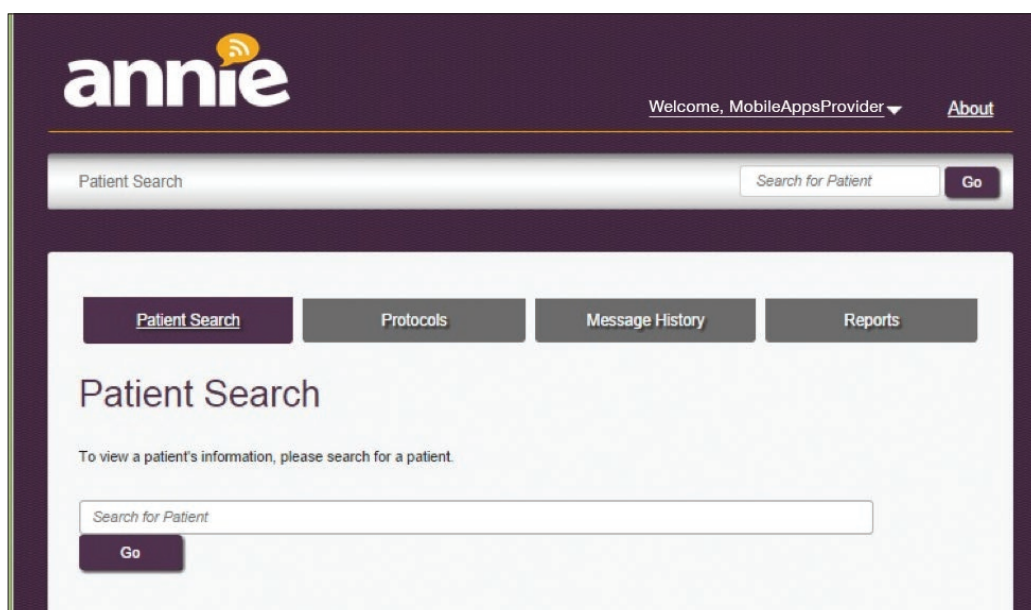 annie
Welcome, MobileAppsProvider About
Patient Search Search for Patient Go
Patient Search Protocols Message History Reports
Patient Search
To view a patient's information, please search for a patient.
Search for Patient
Go